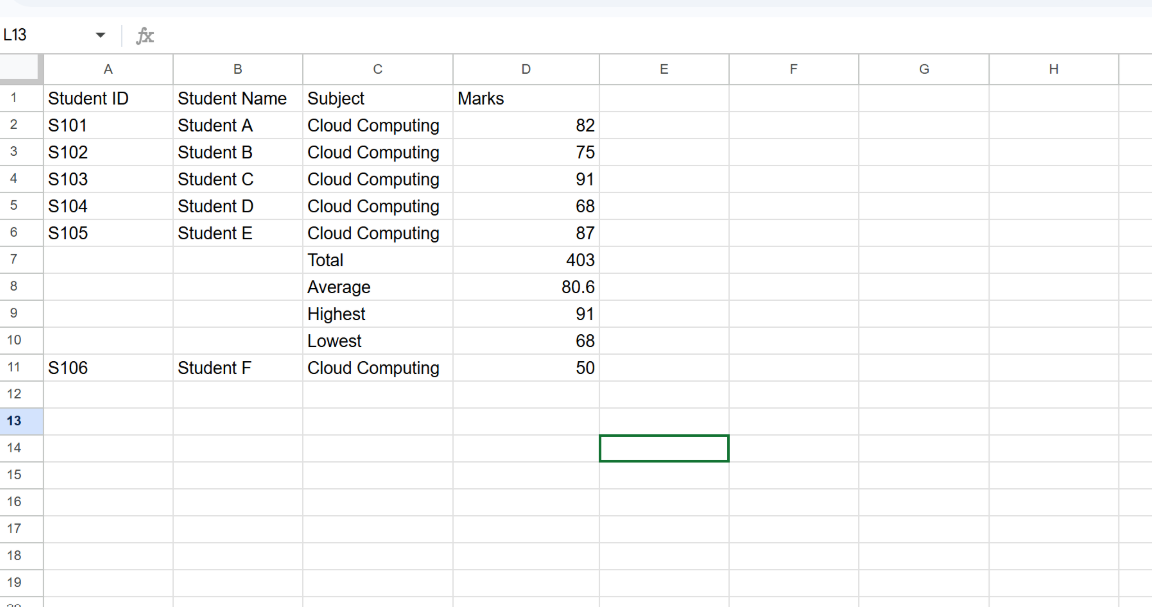 L13 fx
A B C D E F G H
1 Student ID Student Name Subject Marks
2 S101 Student A Cloud Computing 82
3 S102 Student B Cloud Computing 75
4 S103 Student C Cloud Computing 91
5 S104 Student D Cloud Computing 68
6 S105 Student E Cloud Computing 87
7 Total 403
8 Average 80.6
9 Highest 91
10 Lowest 68
11 S106 Student F Cloud Computing 50
12
13
14
15
16
17
18
19